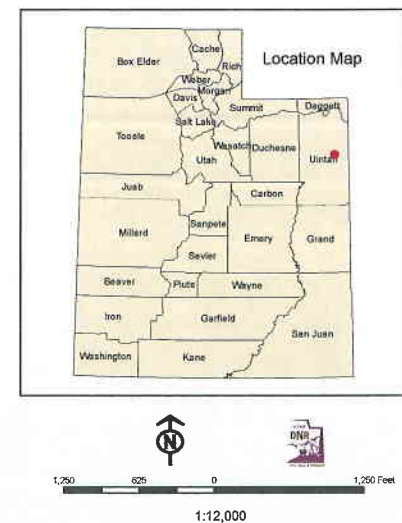 Location Map
Box Elder
Cache
Rich
Weber
Morgan
Davis
Summit
Daggett
Salt Lake
Tooele
Wasatch
Duchesne
Uintah
Utah
Juab
Carbon
Sanpete
Millard
Emery
Grand
Sevier
Beaver
Piute
Wayne
Iron
Garfield
San Juan
Washington
Kane
N
DNR
1,250 625 0 1,250 Feet
1:12,000